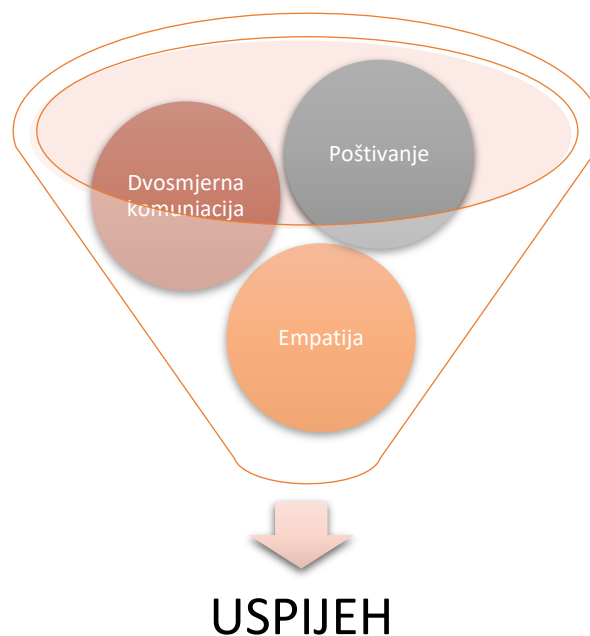 Poštivanje
Dvosmjerna
komuniacija
Empatija
USPIJEH